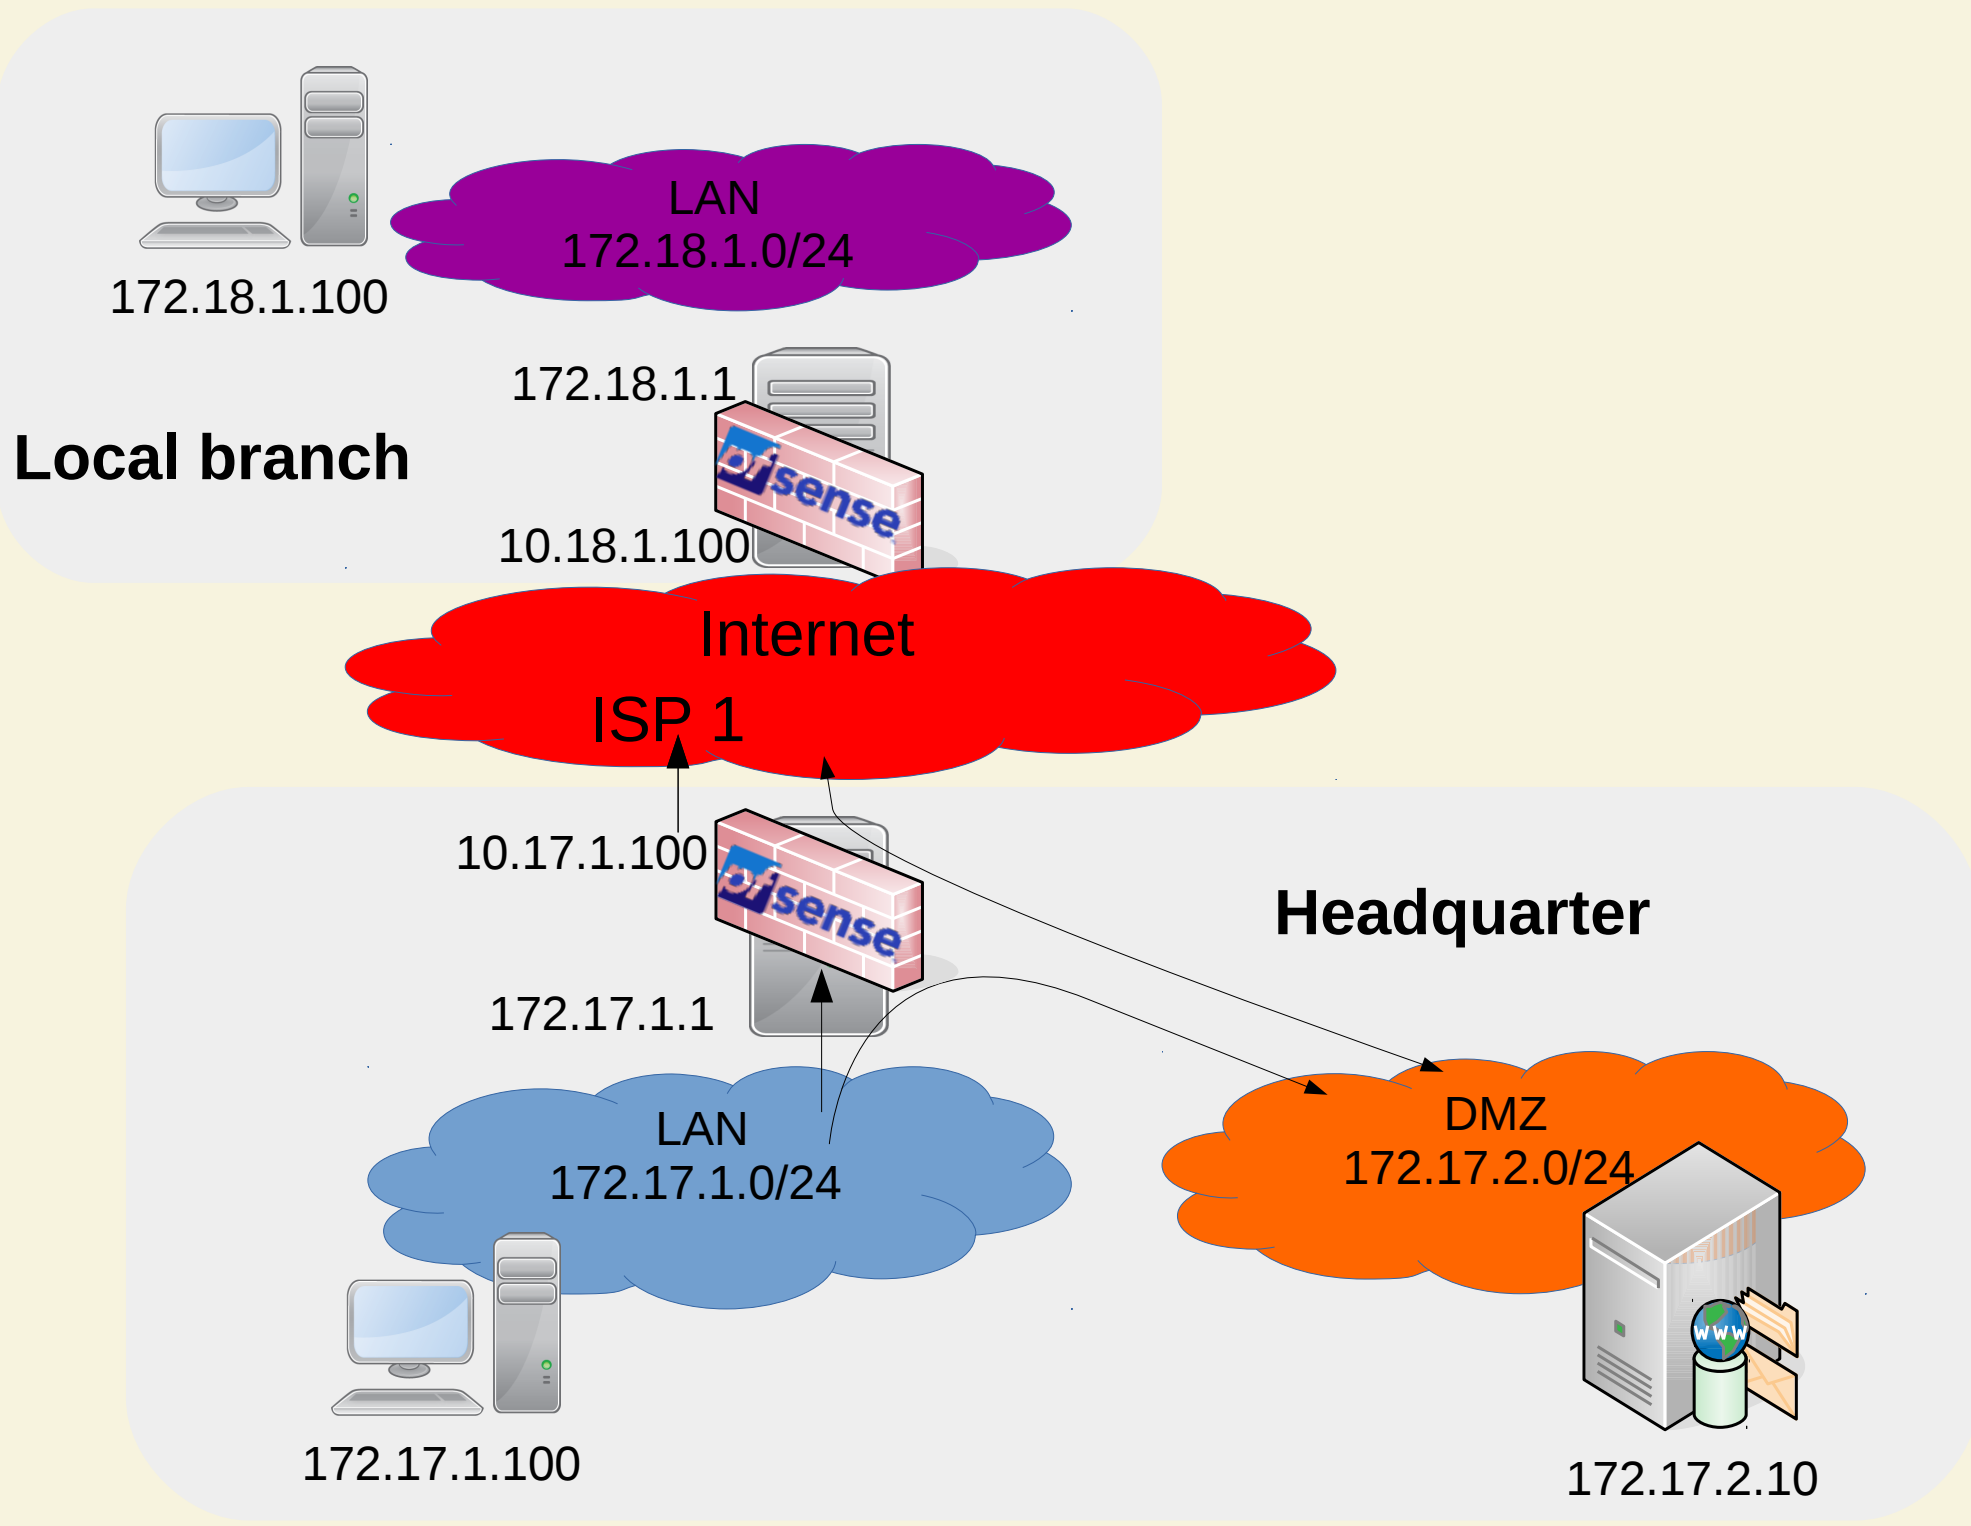 LAN
172.18.1.0/24
172.18.1.100
172.18.1.1
Local branch
pfsense
10.18.1.100
Internet
ISP 1
10.17.1.100
pfsense
Headquarter
172.17.1.1
LAN
172.17.1.0/24
DMZ
172.17.2.0/24
www
172.17.1.100
172.17.2.10